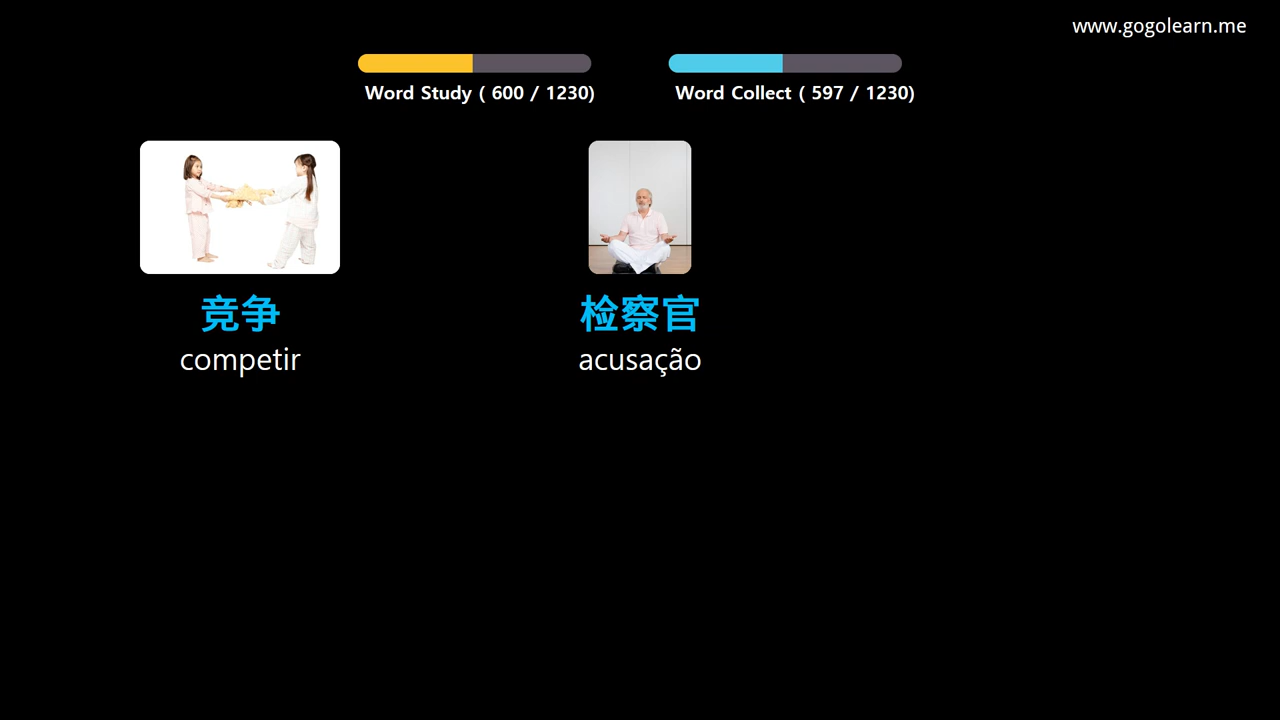 www.gogolearn.me
Word Study ( 600 / 1230)
Word Collect ( 597 / 1230)
竞争
competir
检察官
acusação